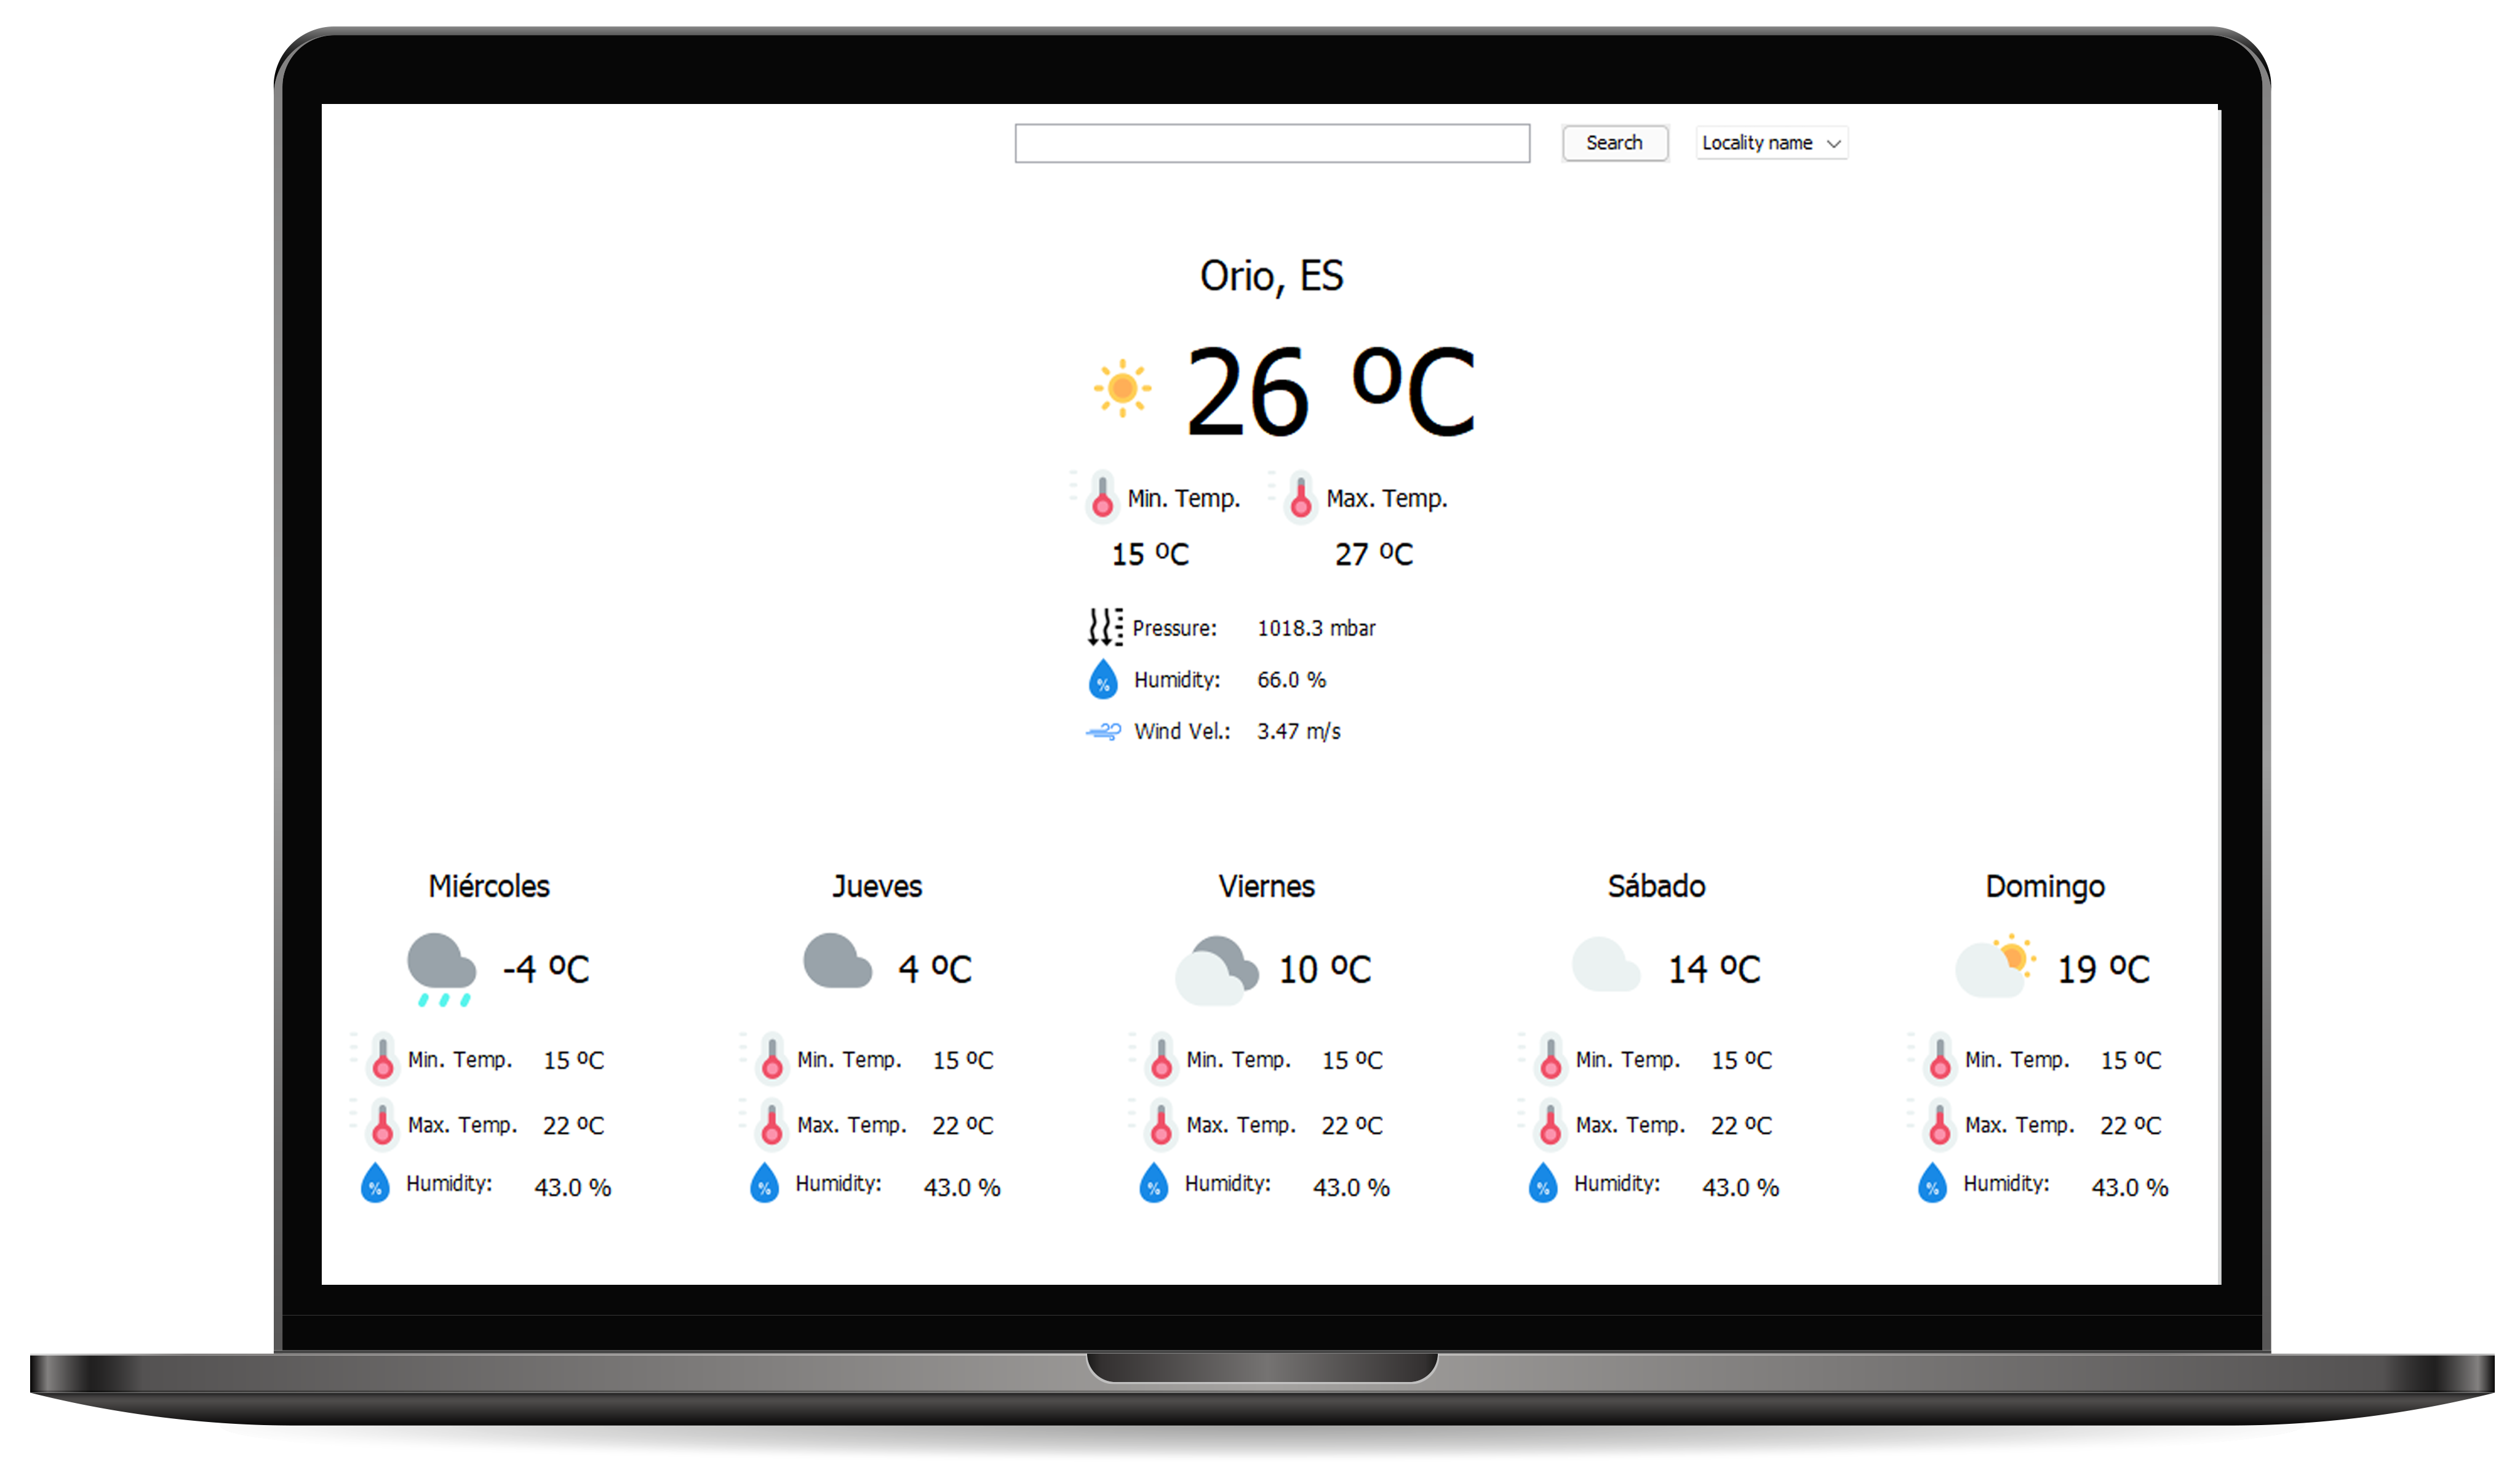 Search Locality name
Orio, ES
26 ºC
Min. Temp. Max. Temp.
15 ºC 27 ºC
Pressure: 1018.3 mbar
% Humidity: 66.0 %
Wind Vel.: 3.47 m/s
Miércoles Jueves Viernes Sábado Domingo
-4 ºC 4 ºC 10 ºC 14 ºC 19 ºC
Min. Temp. 15 ºC Min. Temp. 15 ºC Min. Temp. 15 ºC Min. Temp. 15 ºC Min. Temp. 15 ºC
Max. Temp. 22 ºC Max. Temp. 22 ºC Max. Temp. 22 ºC Max. Temp. 22 ºC Max. Temp. 22 ºC
% Humidity: 43.0 % % Humidity: 43.0 % % Humidity: 43.0 % % Humidity: 43.0 % % Humidity: 43.0 %